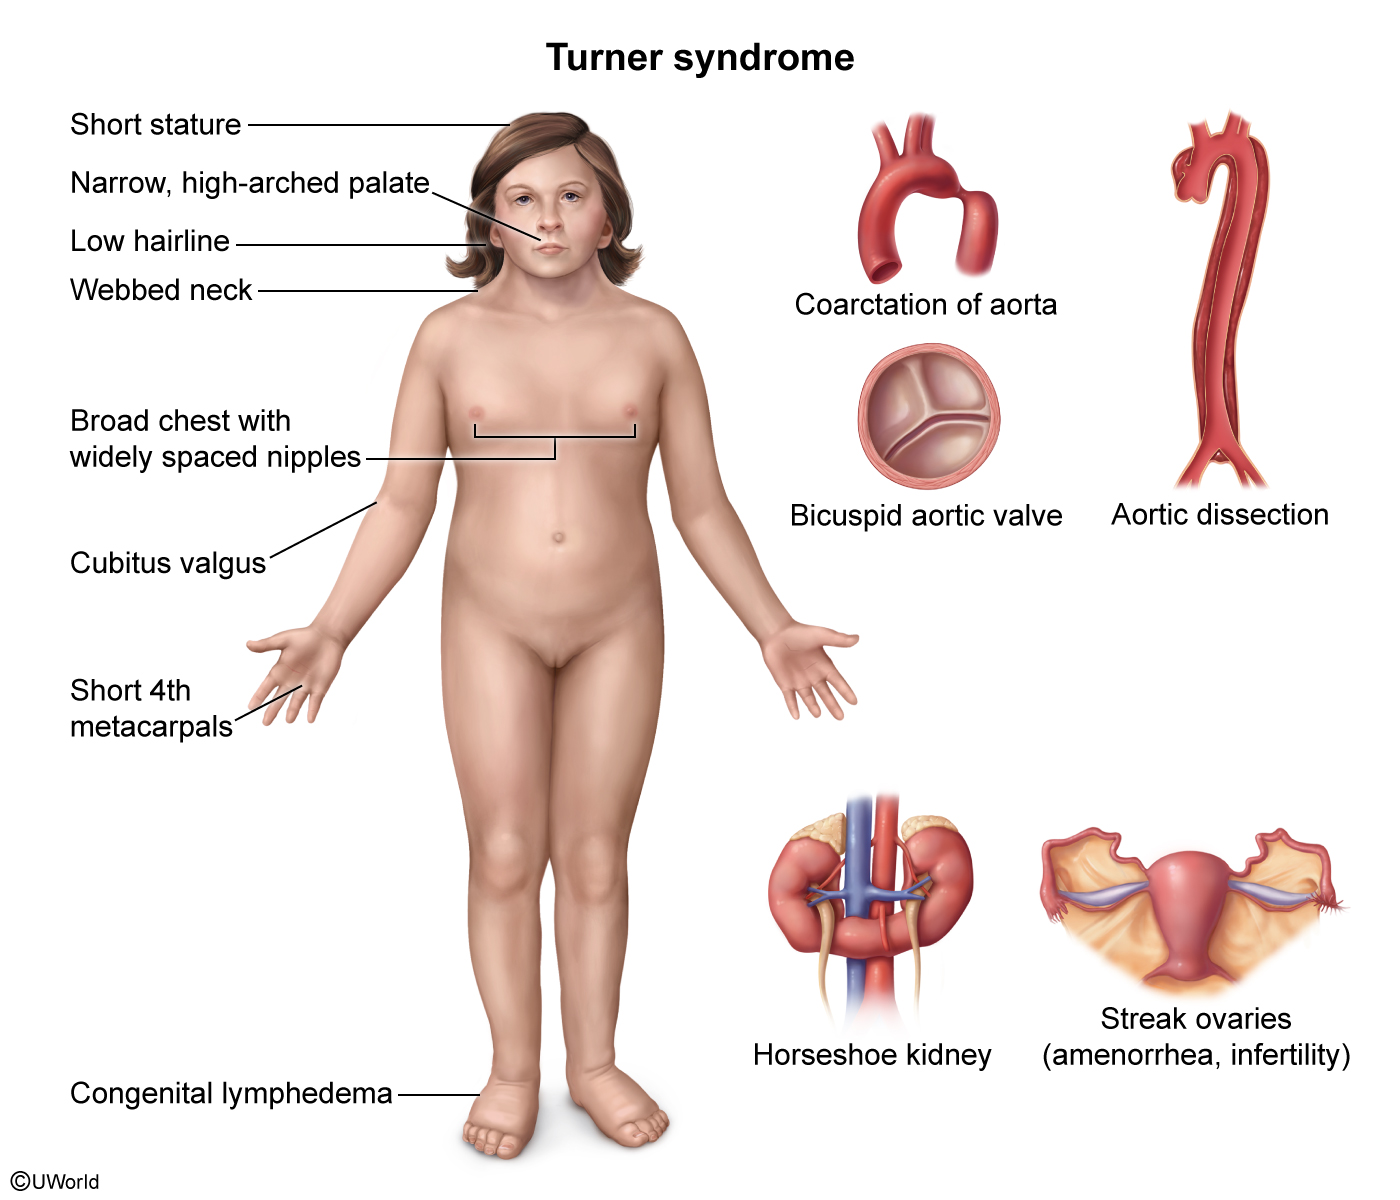 Turner syndrome
Short stature
Narrow, high-arched palate
Low hairline
Webbed neck
Broad chest with
widely spaced nipples
Cubitus valgus
Short 4th
metacarpals
Congenital lymphedema
Coarctation of aorta
Bicuspid aortic valve
Aortic dissection
Horseshoe kidney
Streak ovaries
(amenorrhea, infertility)
©UWorld